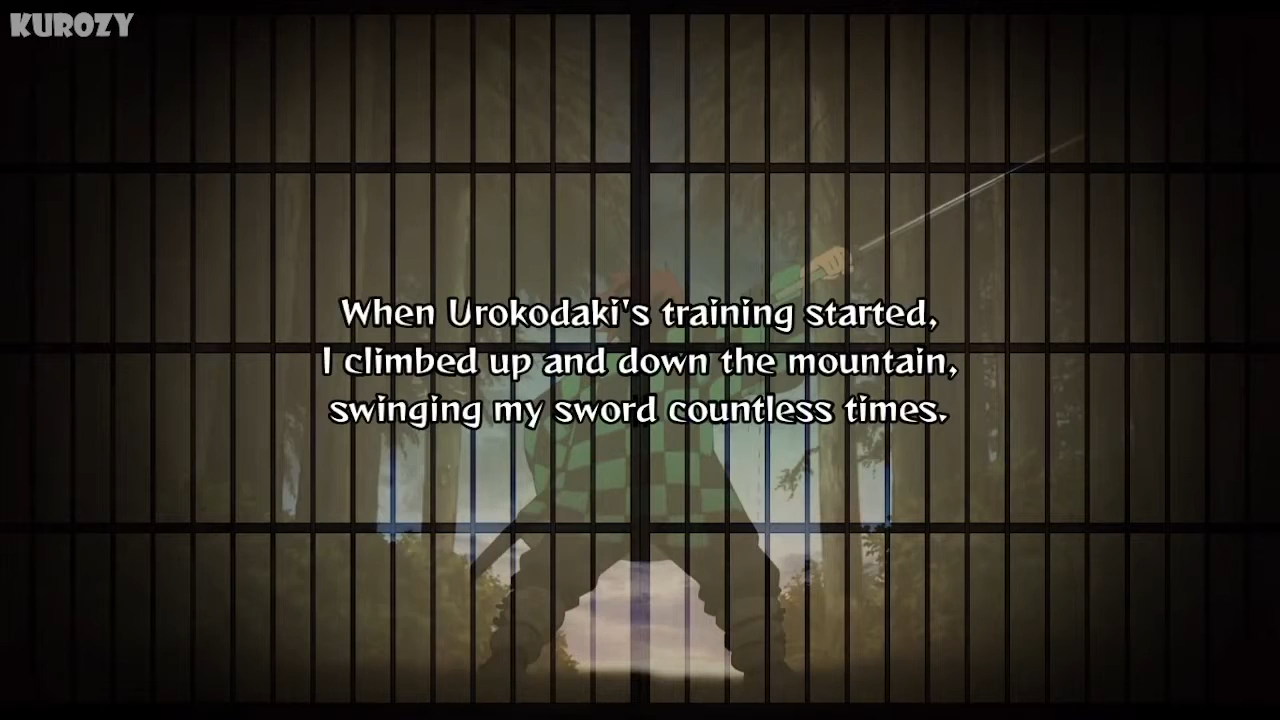 KUROZY
When Urokodaki's training started,
I climbed up and down the mountain,
swinging my sword countless times.